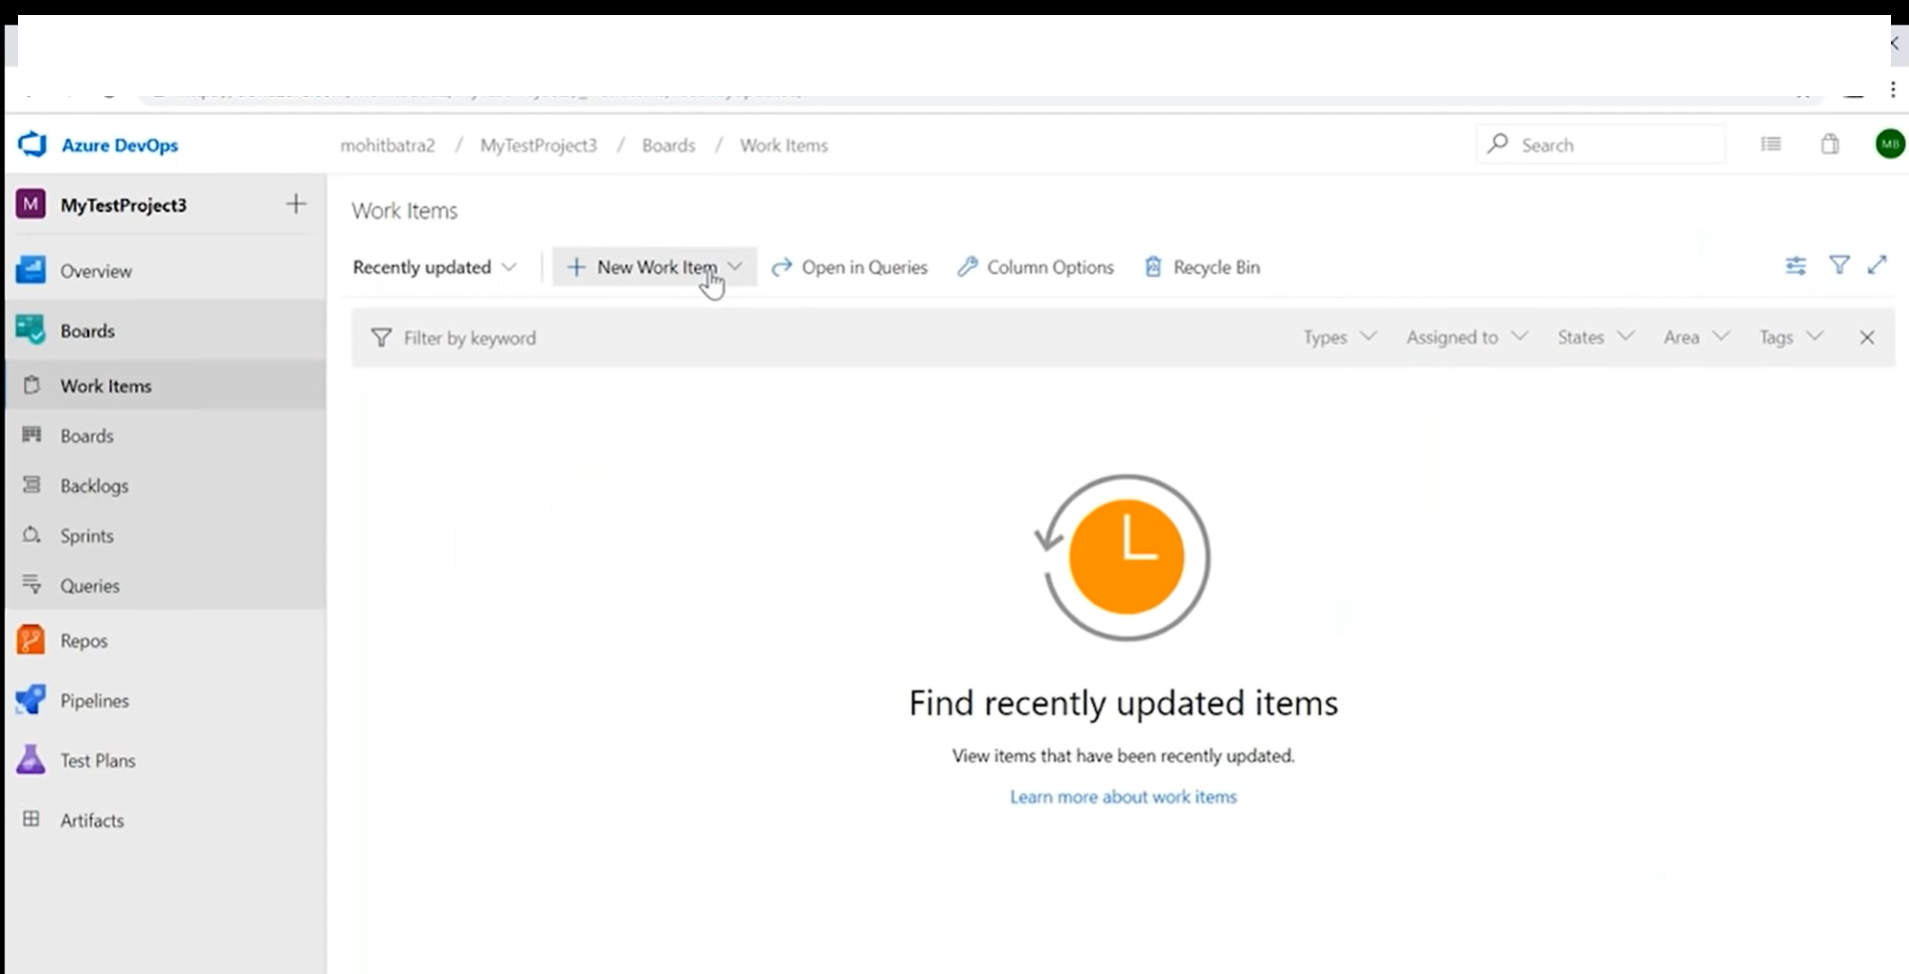 Azure DevOps
mohitbatra2 / MyTestProject3 / Boards / Work Items
Search
MB
M MyTestProject3
Work Items
Overview
Recently updated
New Work Item
Open in Queries
Column Options
Recycle Bin
Boards
Filter by keyword
Types
Assigned to
States
Area
Tags
Work Items
Boards
Backlogs
Sprints
Queries
Repos
Pipelines
Test Plans
Artifacts
Find recently updated items
View items that have been recently updated.
Learn more about work items